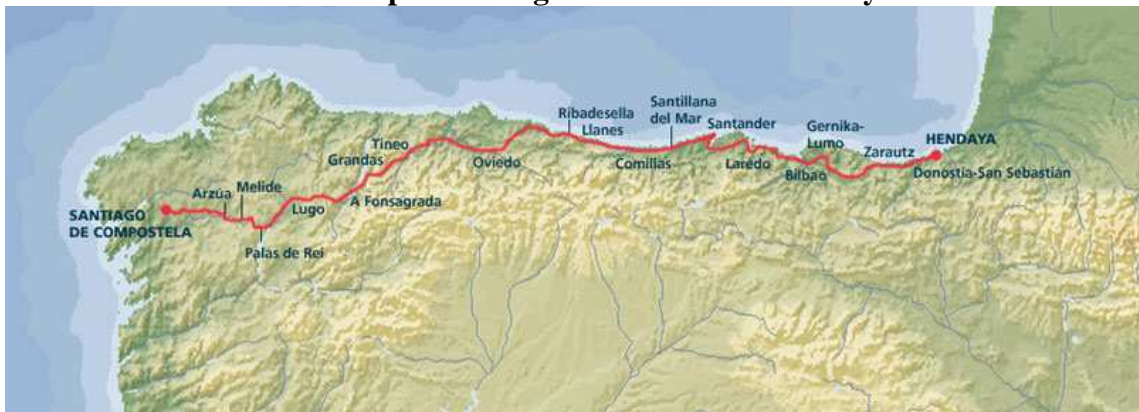 Ribadesella
Llanes
Santillana
del Mar
Santander
Gernika-
Lumo
HENDAYA
Tineo
Zarautz
Grandas
Oviedo
Comillas
Larédo
Bilbao
Donostia-San Sebastián
Arzúa
Melide
Lugo
A Fonsagrada
SANTIAGO
DE COMPOSTELA
Palas de Rei